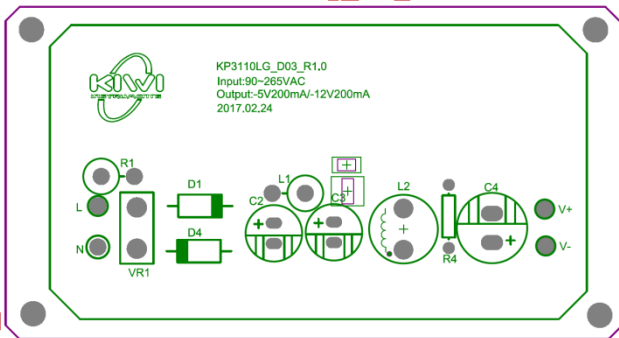 KP3110LG_D03_R1.0
Input:90~265VAC
Output:-5V200mA/-12V200mA
2017.02.24
KIWI
INSTRUMENTS
R1
D1
L1
L2
C4
C2
C3
L
V+
N
D4
V-
VR1
R4